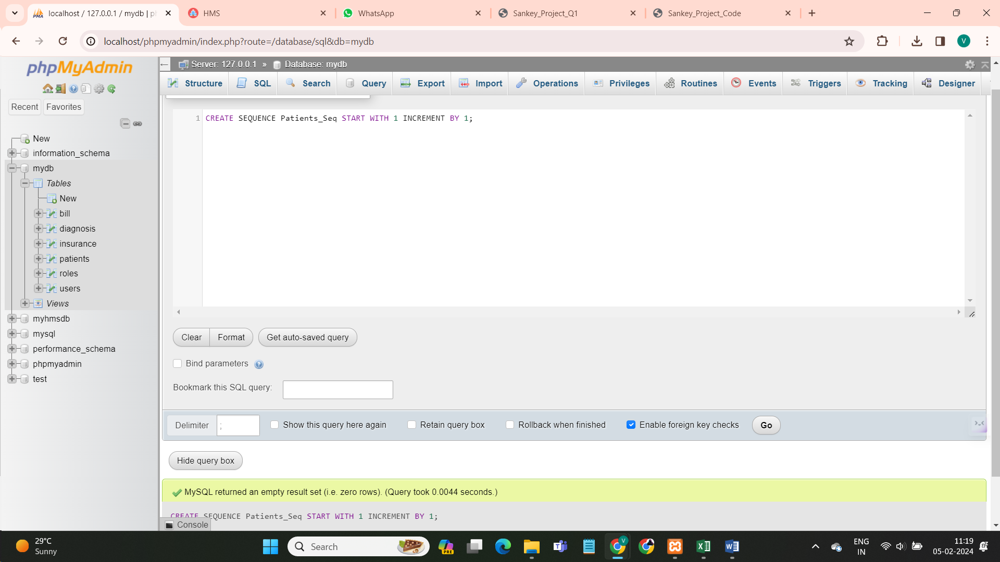 localhost / 127.0.0.1 / mydb | ph
HMS
WhatsApp
Sankey_Project_Q1
Sankey_Project_Code
localhost/phpmyadmin/index.php?route=/database/sql&db=mydb
V
phpMyAdmin
Recent
Favorites
New
information_schema
mydb
Tables
New
bill
diagnosis
insurance
patients
roles
users
Views
myhmsdb
mysql
performance_schema
phpmyadmin
test
Server: 127.0.0.1 » Database: mydb
Structure
SQL
Search
Query
Export
Import
Operations
Privileges
Routines
Events
Triggers
Tracking
Designer
1 CREATE SEQUENCE Patients_Seq START WITH 1 INCREMENT BY 1;
Clear
Format
Get auto-saved query
Bind parameters
Bookmark this SQL query:
Delimiter ;
Show this query here again
Retain query box
Rollback when finished
Enable foreign key checks
Go
Hide query box
MySQL returned an empty result set (i.e. zero rows). (Query took 0.0044 seconds.)
CREATE SEQUENCE Patients_Seq START WITH 1 INCREMENT BY 1;
Console
29°C
Sunny
Search
PRE
ENG
IN
11:19
05-02-2024